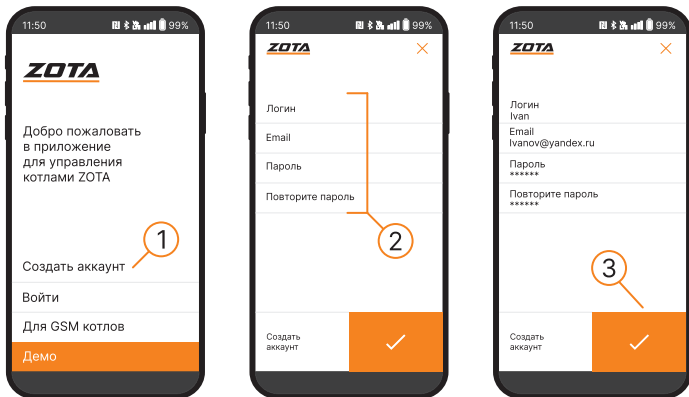 11:50
99%
ZOTA
Добро пожаловать
в приложение
для управления
котлами ZOTA
1
Создать аккаунт
Войти
Для GSM котлов
Демо
11:50
99%
ZOTA
Логин
Email
Пароль
Повторите пароль
2
Создать
аккаунт
11:50
99%
ZOTA
Логин
Ivan
Email
Ivanov@yandex.ru
Пароль
******
Повторите пароль
******
3
Создать
аккаунт